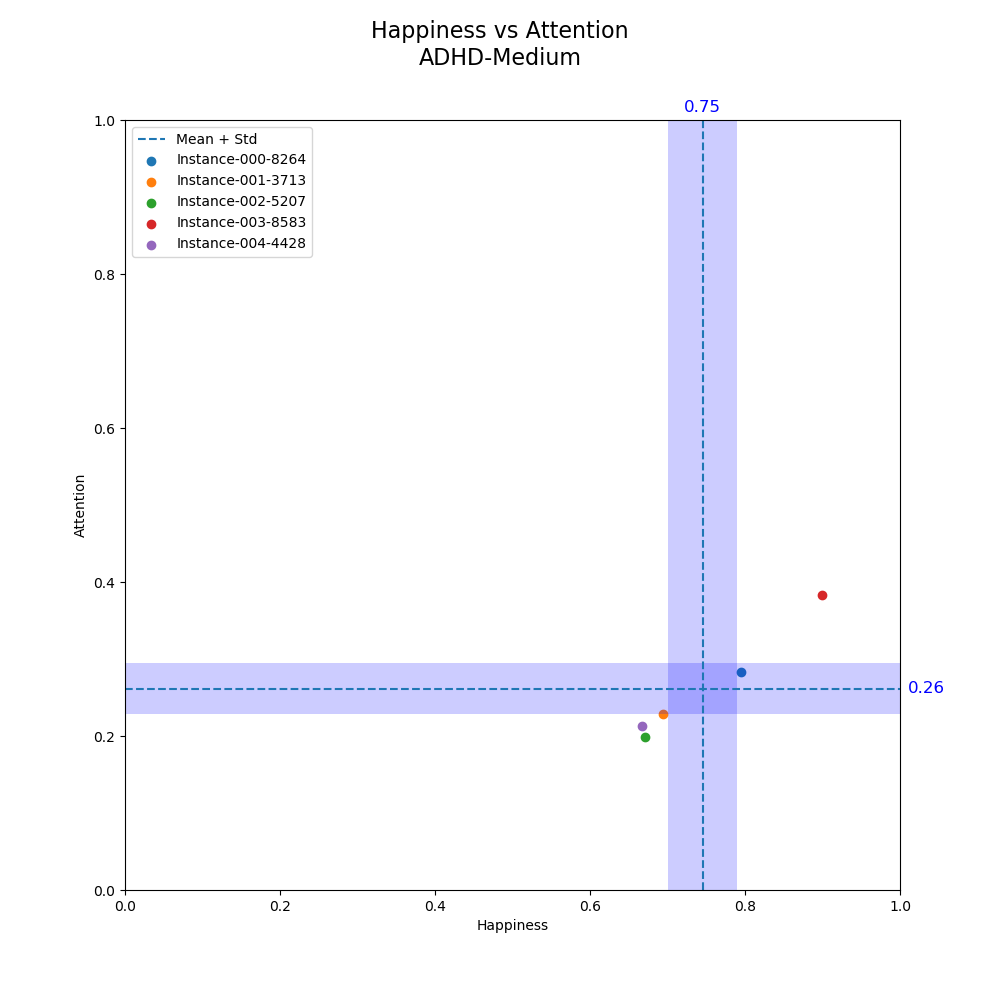 Happiness vs Attention
ADHD-Medium
0.75
1.0
Mean + Std
Instance-000-8264
Instance-001-3713
Instance-002-5207
Instance-003-8583
Instance-004-4428
0.8
0.6
Attention
0.4
0.26
0.2
0.0
0.0 0.2 0.4 0.6 0.8 1.0
Happiness